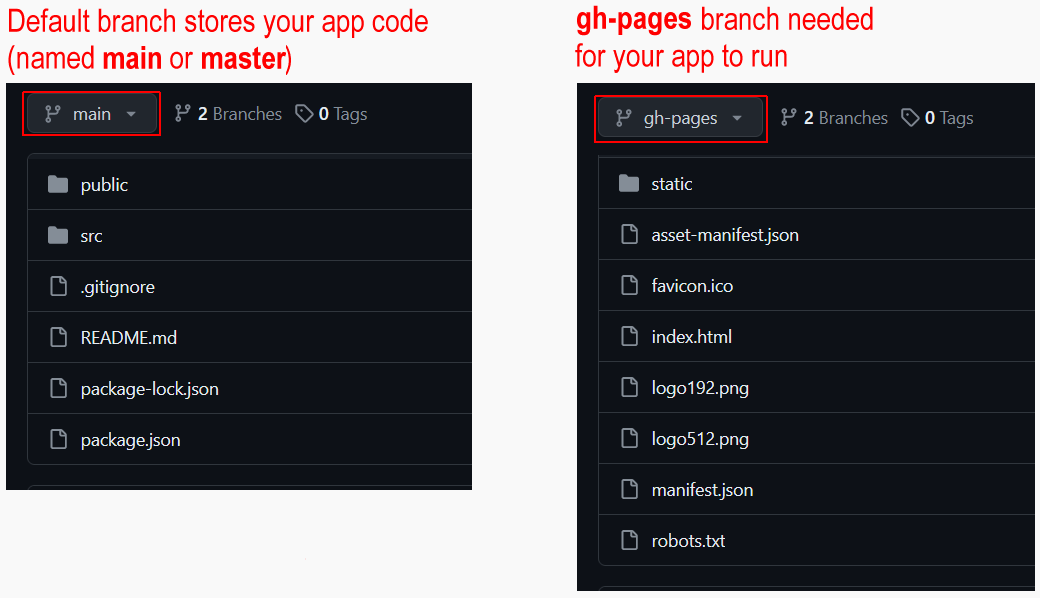 Default branch stores your app code
(named main or master)
main
2 Branches
0 Tags
public
src
.gitignore
README.md
package-lock.json
package.json
gh-pages branch needed
for your app to run
gh-pages
2 Branches
0 Tags
static
asset-manifest.json
favicon.ico
index.html
logo192.png
logo512.png
manifest.json
robots.txt